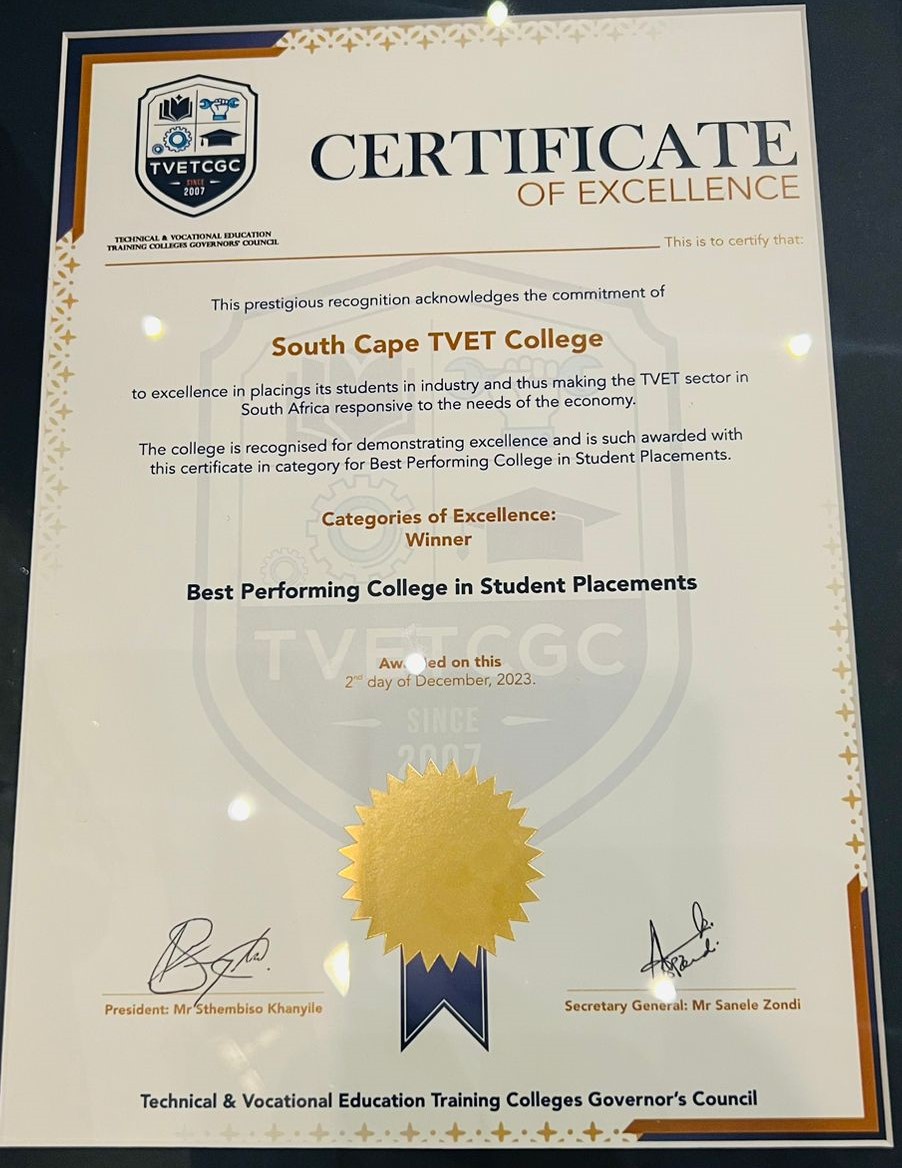 TVETCGC
SINCE
2007
TECHNICAL & VOCATIONAL EDUCATION
TRAINING COLLEGES GOVERNORS' COUNCIL
CERTIFICATE
OF EXCELLENCE
This is to certify that:
This prestigious recognition acknowledges the commitment of
South Cape TVET College
to excellence in placings its students in industry and thus making the TVET sector in
South Africa responsive to the needs of the economy.
The college is recognised for demonstrating excellence and is such awarded with
this certificate in category for Best Performing College in Student Placements.
Categories of Excellence:
Winner
Best Performing College in Student Placements
TVETCGC
Awarded on this
2nd day of December, 2023.
SINCE
2007
President: Mr Sthembiso Khanyile
Secretary General: Mr Sanele Zondi
Technical & Vocational Education Training Colleges Governor's Council